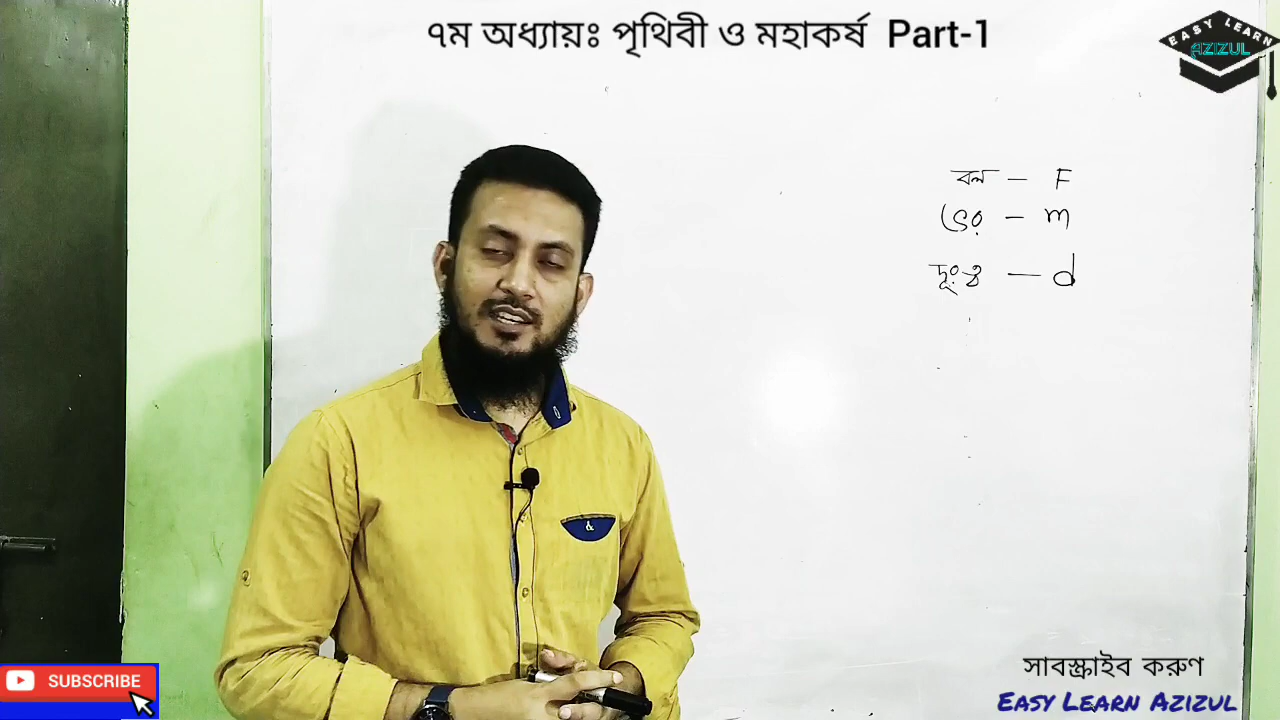 ৭ম অধ্যায়ঃ পৃথিবী ও মহাকর্ষ Part-1
EASY LEARN
AZIZUL
বল — F
ভর — m
দূরত্ব — d
&
SUBSCRIBE
সাবস্ক্রাইব করুণ
EASY LEARN AZIZUL